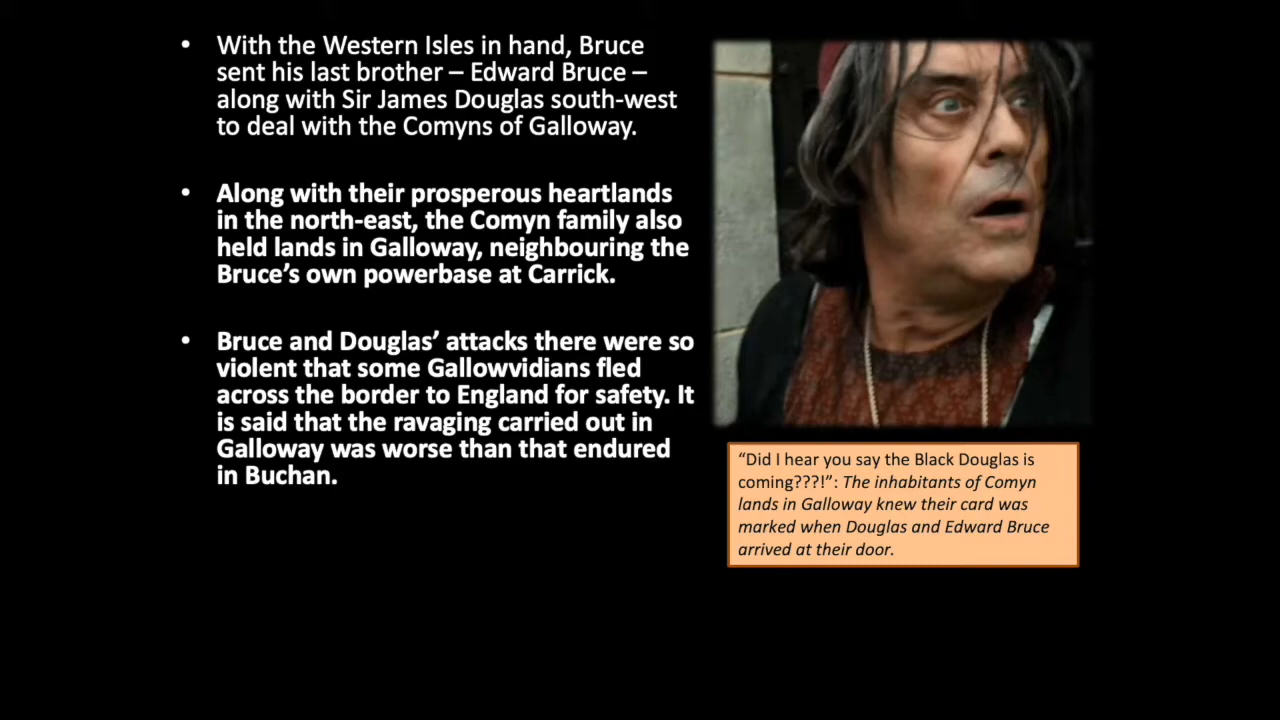 • With the Western Isles in hand, Bruce
sent his last brother – Edward Bruce –
along with Sir James Douglas south-west
to deal with the Comyns of Galloway.
• Along with their prosperous heartlands
in the north-east, the Comyn family also
held lands in Galloway, neighbouring the
Bruce’s own powerbase at Carrick.
• Bruce and Douglas’ attacks there were so
violent that some Gallowvidians fled
across the border to England for safety. It
is said that the ravaging carried out in
Galloway was worse than that endured
in Buchan.
“Did I hear you say the Black Douglas is
coming???!”: The inhabitants of Comyn
lands in Galloway knew their card was
marked when Douglas and Edward Bruce
arrived at their door.